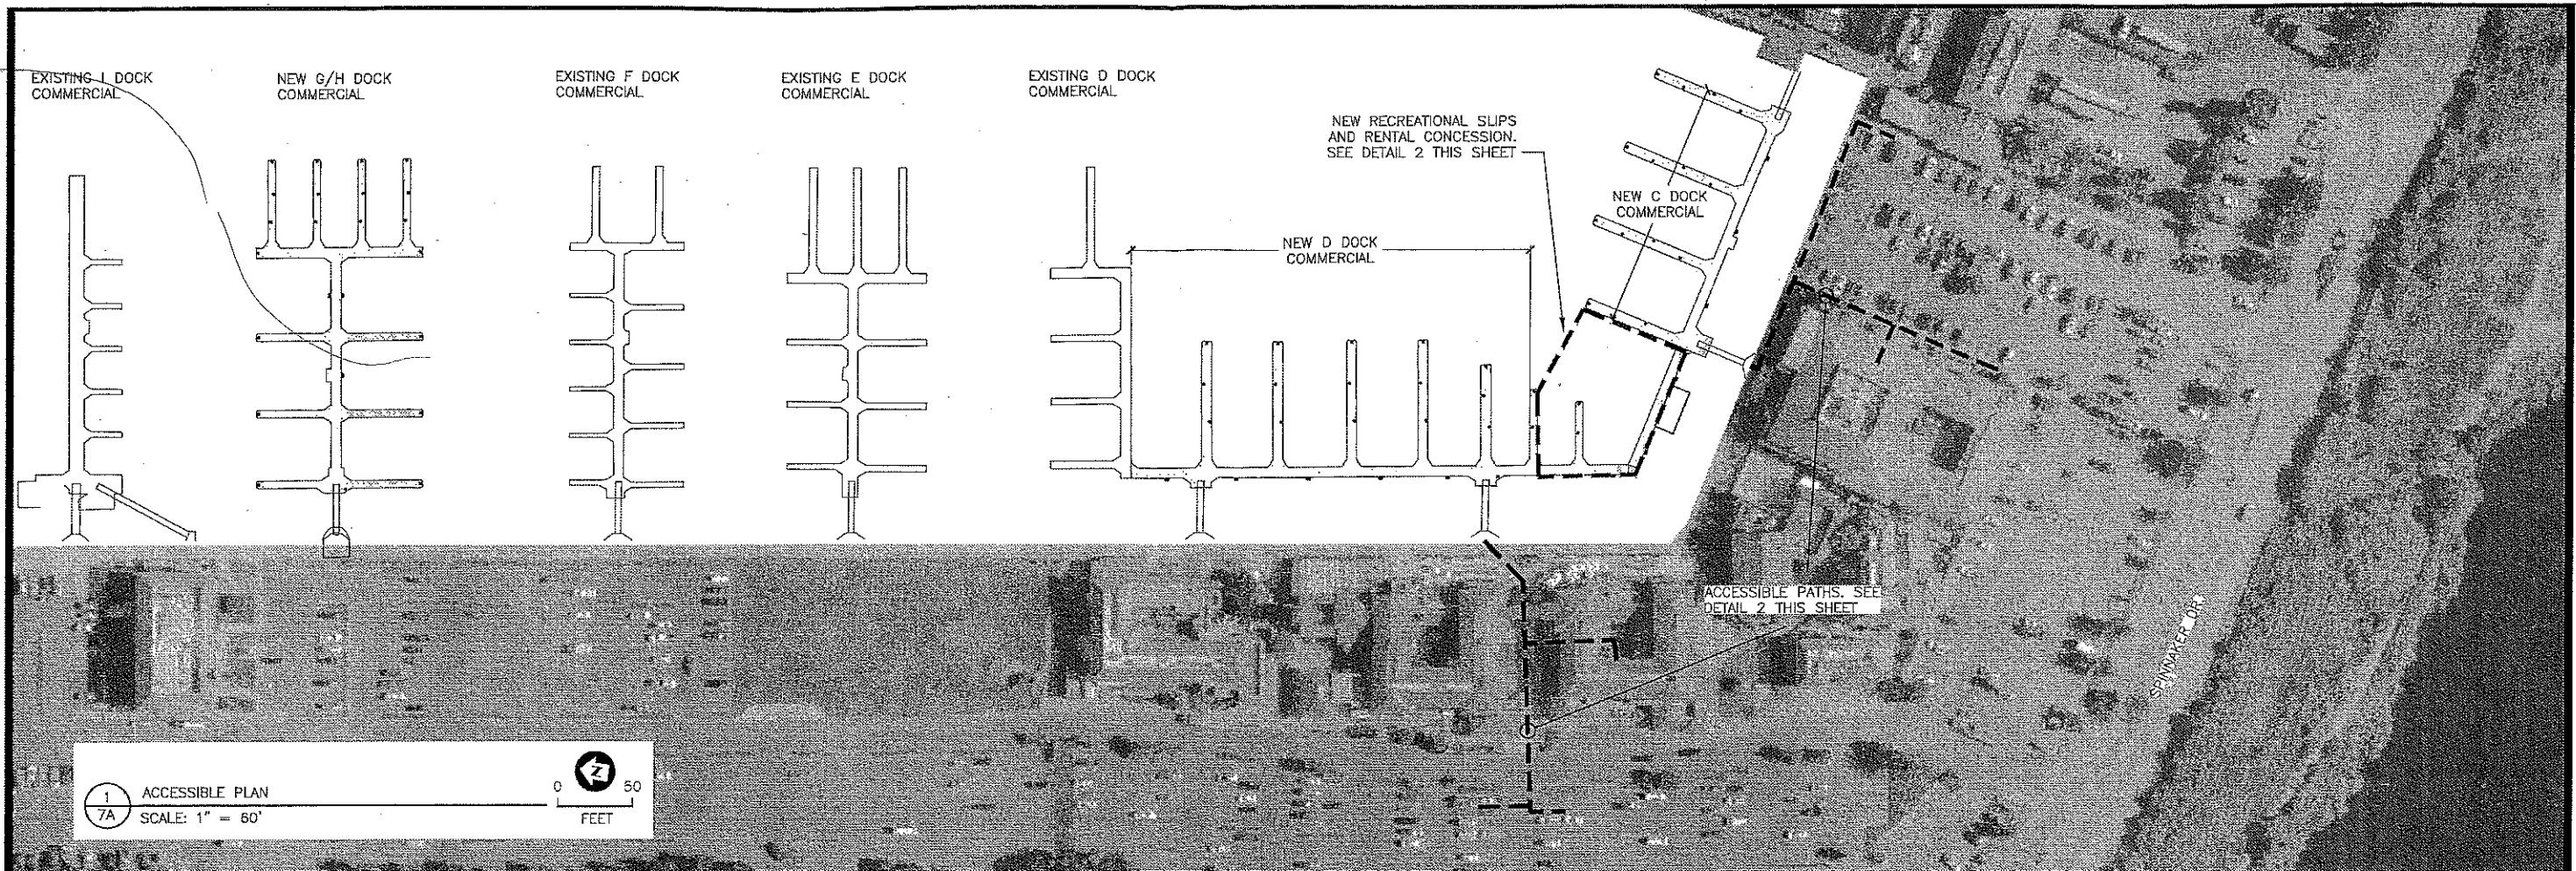 EXISTING I DOCK
COMMERCIAL
NEW G/H DOCK
COMMERCIAL
EXISTING F DOCK
COMMERCIAL
EXISTING E DOCK
COMMERCIAL
EXISTING D DOCK
COMMERCIAL
NEW RECREATIONAL SLIPS
AND RENTAL CONCESSION.
SEE DETAIL 2 THIS SHEET
NEW C DOCK
COMMERCIAL
NEW D DOCK
COMMERCIAL
ACCESSIBLE PATHS. SEE
DETAIL 2 THIS SHEET
SPINNAKER DR.
1
7A
ACCESSIBLE PLAN
SCALE: 1" = 60'
N
0 50
FEET